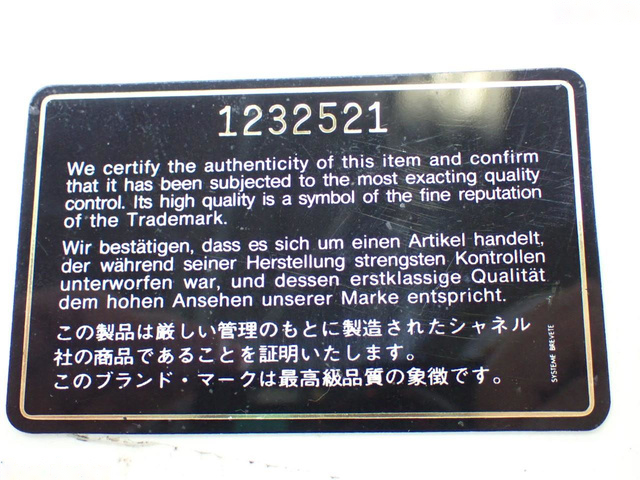 1232521
We certify the authenticity of this item and confirm
that it has been subjected to the most exacting quality
control. Its high quality is a symbol of the fine reputation
of the Trademark.
Wir bestätigen, dass es sich um einen Artikel handelt,
der während seiner Herstellung strengsten Kontrollen
unterworfen war, und dessen erstklassige Qualität
dem hohen Ansehen unserer Marke entspricht.
この製品は厳しい管理のもとに製造されたシャネル
社の商品であることを証明いたします。
このブランド・マークは最高級品質の象徴です。
SYSTEME BREVETE